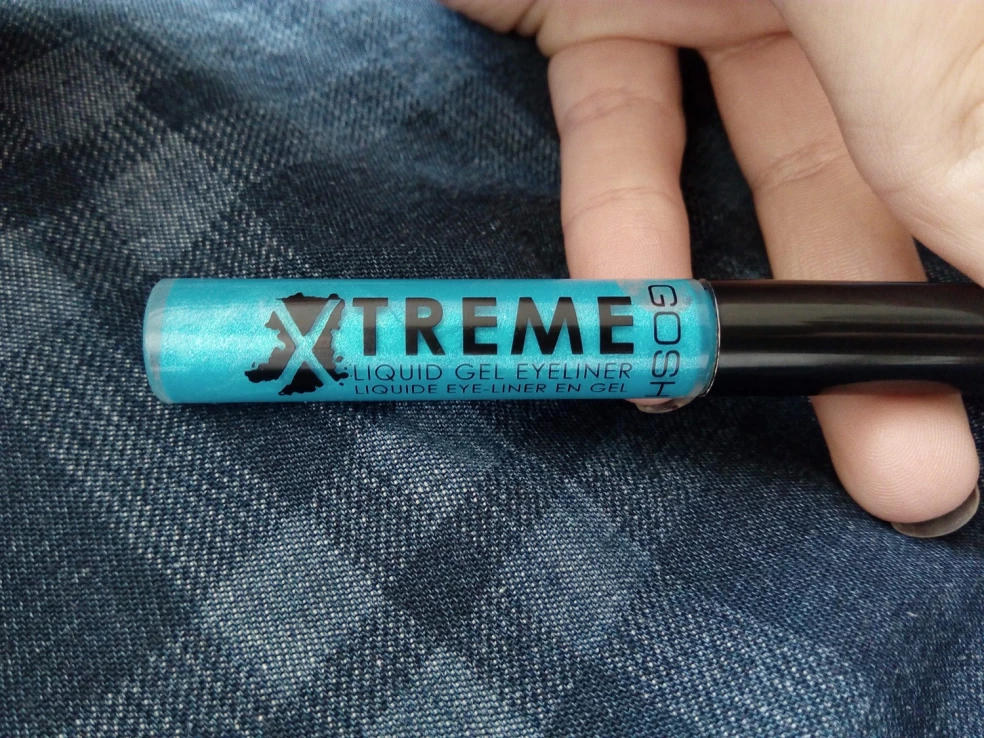 XTREME
LIQUID GEL EYELINER
LIQUIDE EYE-LINER EN GEL
GOSH